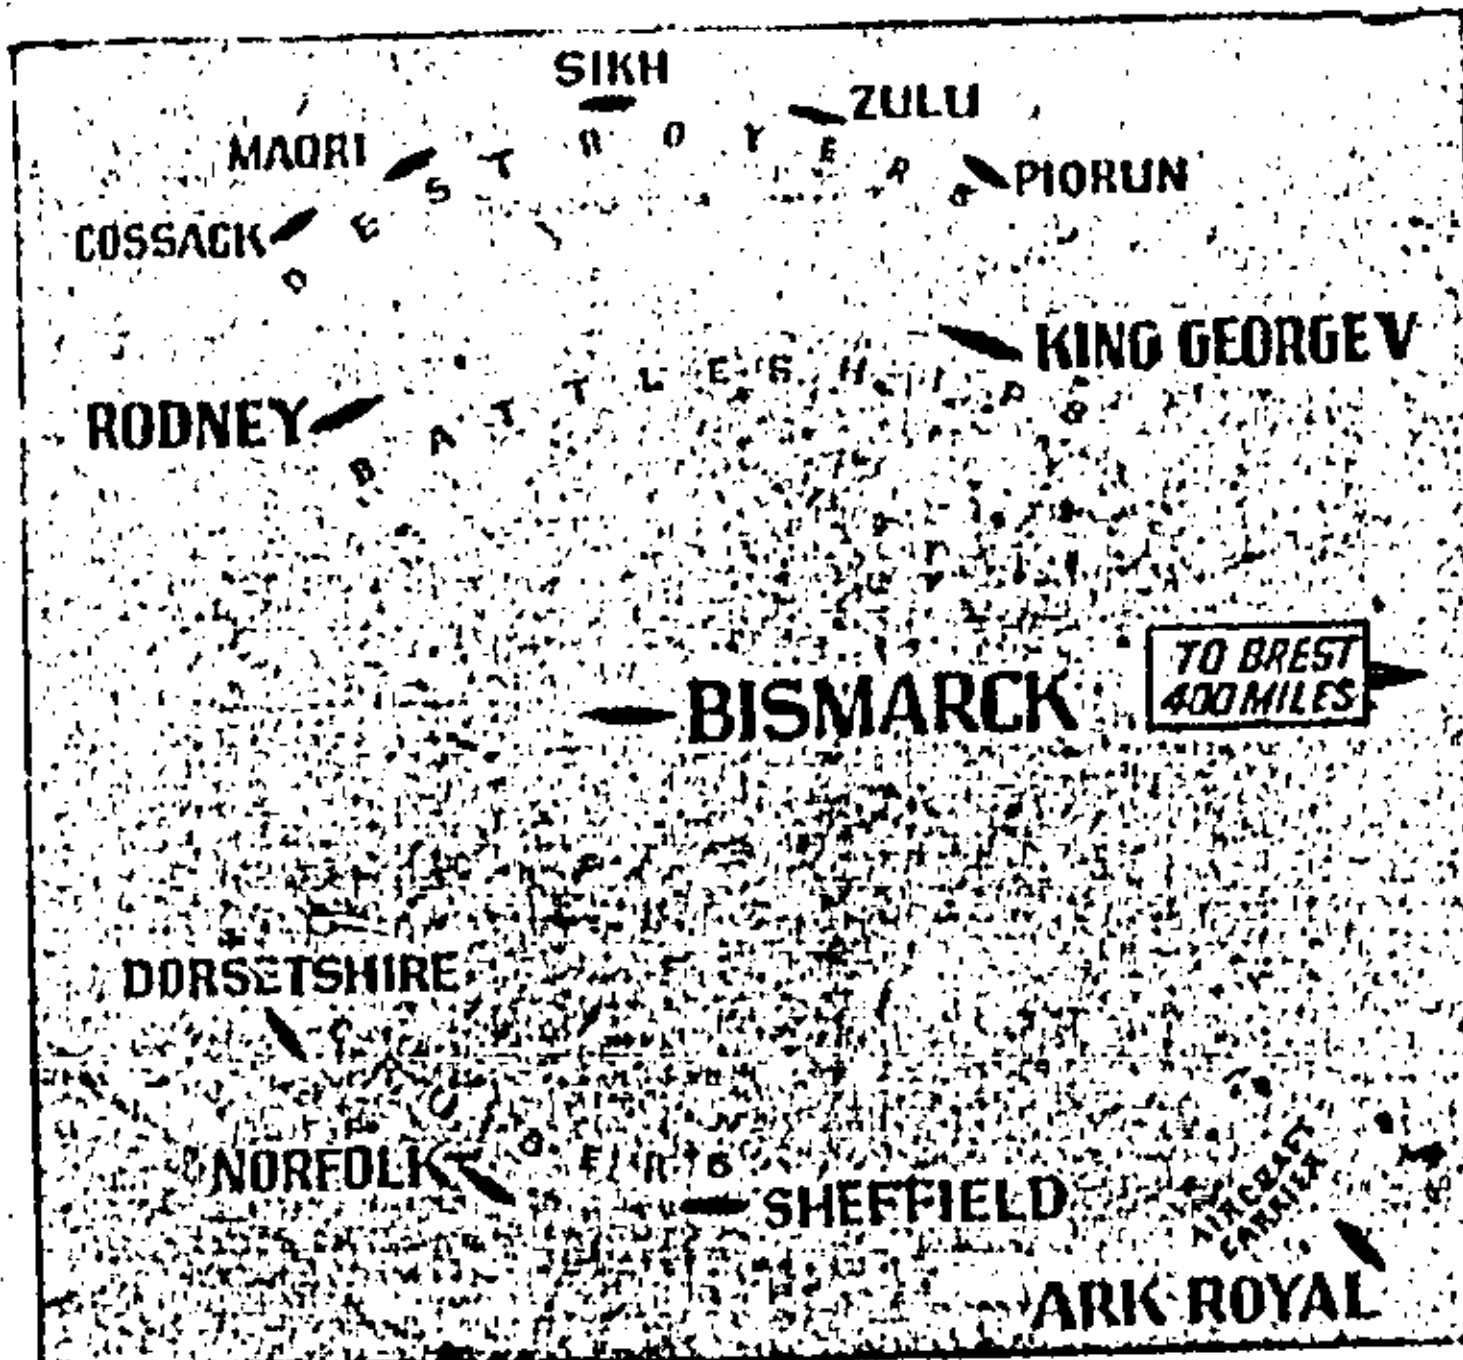 SIKH
ZULU
MAORI
PIORUN
COSSACK
DESTROYERS
KING GEORGE V
RODNEY
BATTLESHIPS
TO BREST
400 MILES
BISMARCK
DORSETSHIRE
CRUISERS
NORFOLK
SHEFFIELD
AIRCRAFT
CARRIER
ARK ROYAL